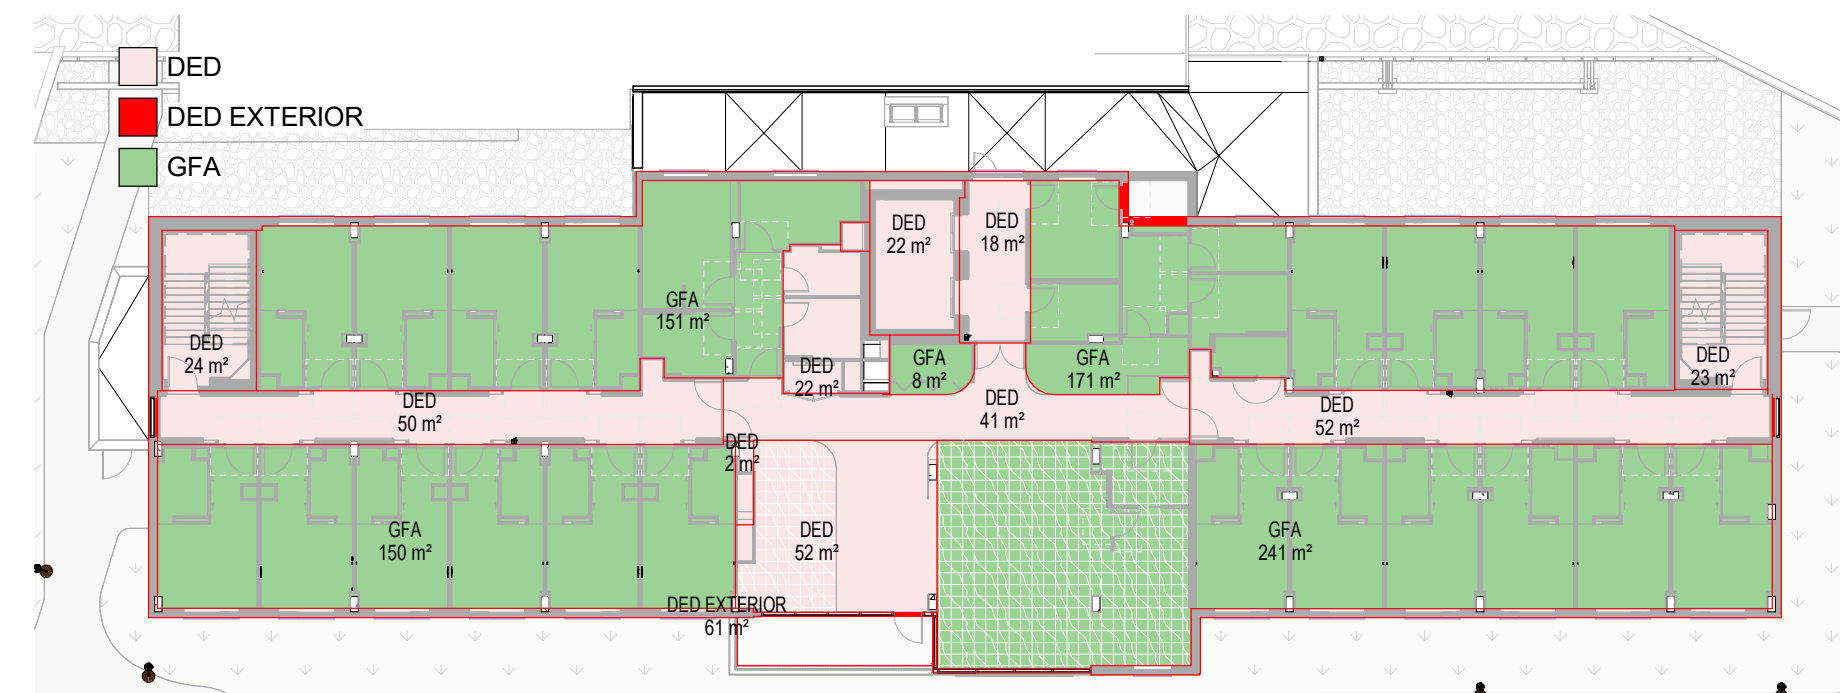 DED
DED EXTERIOR
GFA
DED
22 m²
DED
18 m²
GFA
151 m²
DED
24 m²
DED
22 m²
GFA
8 m²
GFA
171 m²
DED
23 m²
DED
50 m²
DED
41 m²
DED
52 m²
DED
2 m²
GFA
150 m²
DED
52 m²
GFA
241 m²
DED EXTERIOR
61 m²